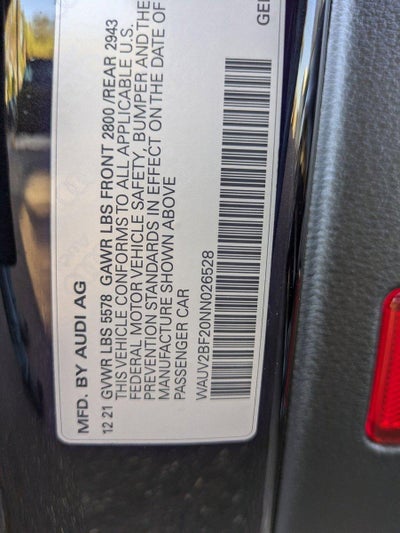 MFD. BY AUDI AG
12 21 GVWR LBS 5578 GAWR LBS FRONT 2800 /REAR 2943
THIS VEHICLE CONFORMS TO ALL APPLICABLE U.S.
FEDERAL MOTOR VEHICLE SAFETY, BUMPER AND THE
PREVENTION STANDARDS IN EFFECT ON THE DATE OF
MANUFACTURE SHOWN ABOVE
PASSENGER CAR
WAUV2BF20NN026528